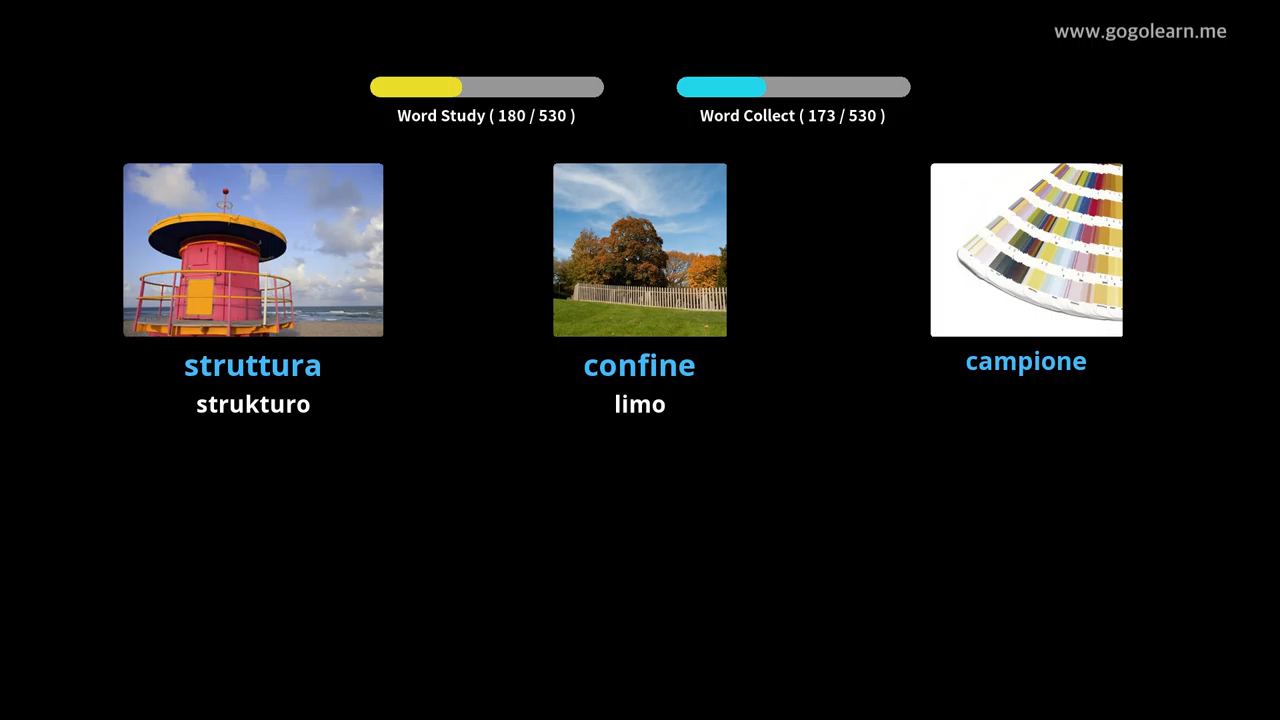 www.gogolearn.me
Word Study ( 180 / 530 )
Word Collect ( 173 / 530 )
struttura
strukturo
confine
limo
campione